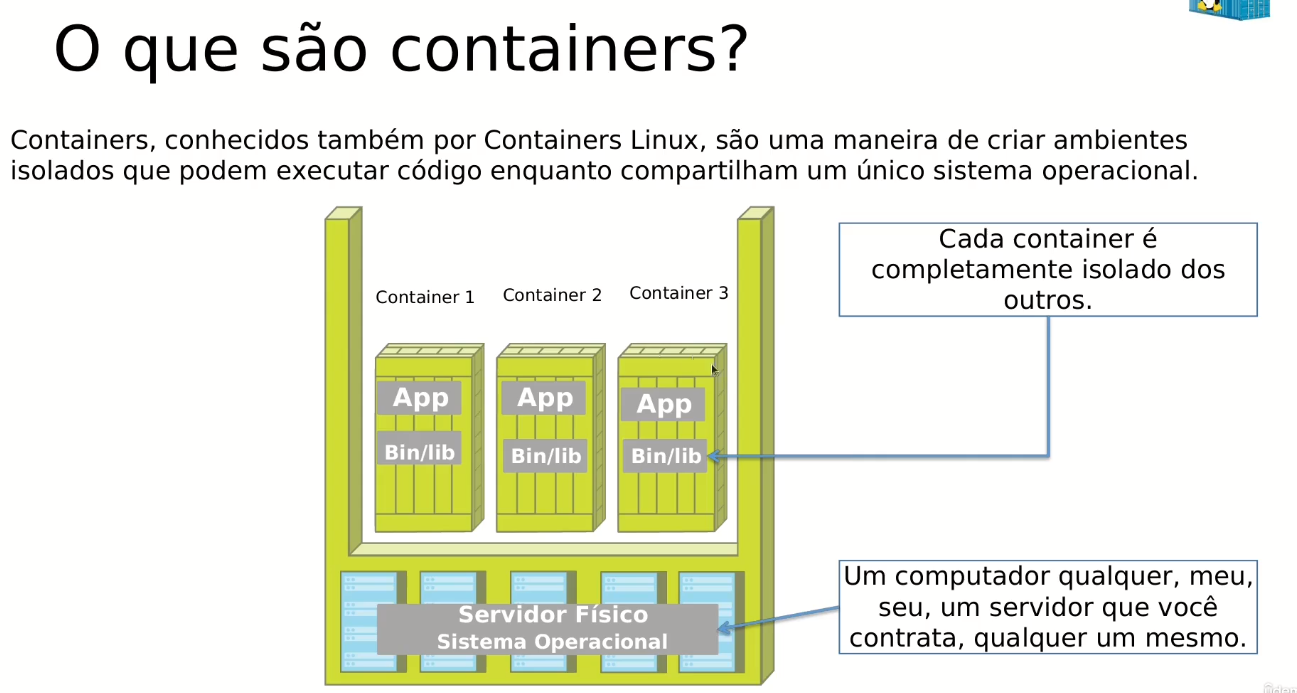 O que são containers?
Containers, conhecidos também por Containers Linux, são uma maneira de criar ambientes
isolados que podem executar código enquanto compartilham um único sistema operacional.
Cada container é
completamente isolado dos
outros.
Container 1
Container 2
Container 3
App
App
App
Bin/lib
Bin/lib
Bin/lib
Um computador qualquer, meu,
seu, um servidor que você
contrata, qualquer um mesmo.
Servidor Físico
Sistema Operacional